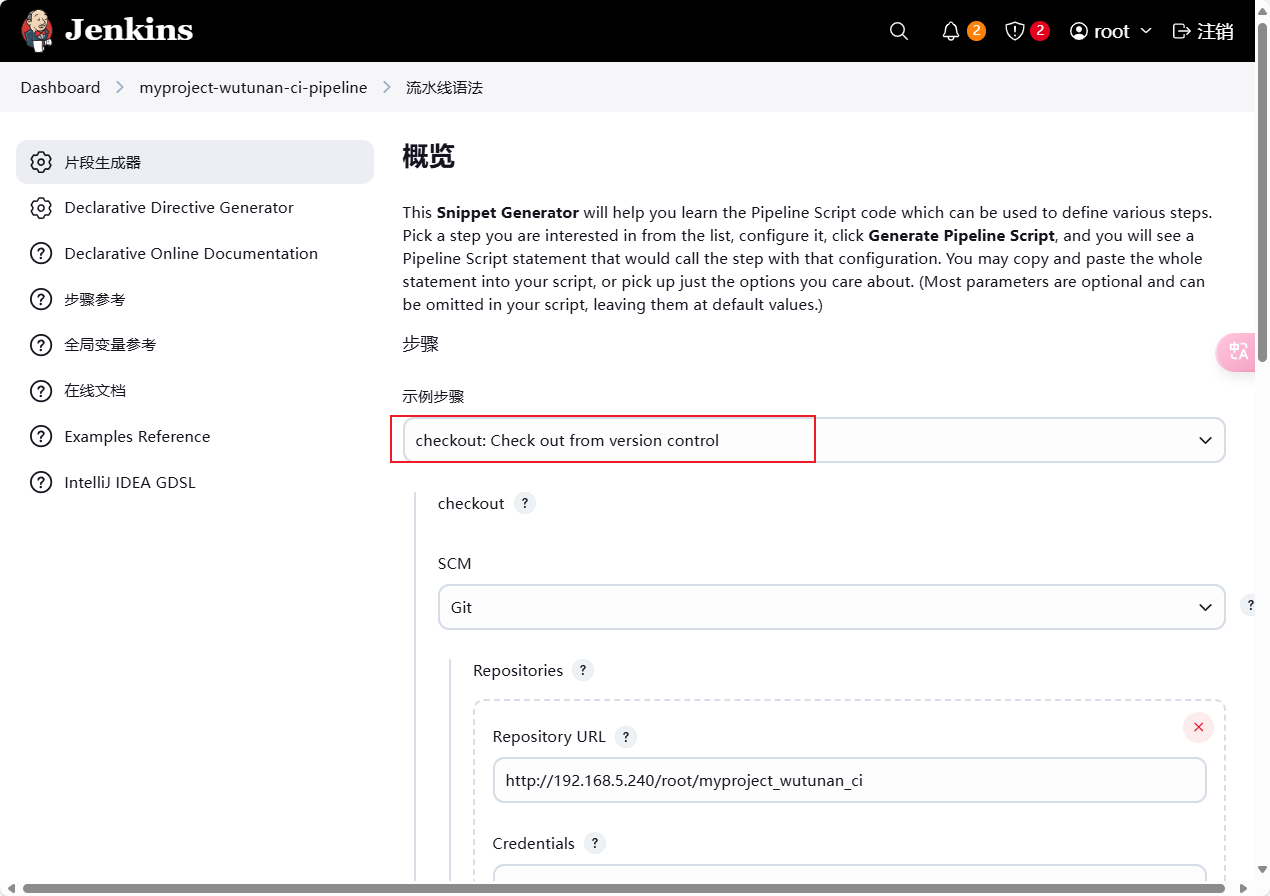 Jenkins
2
2
root
注销
Dashboard
myproject-wutunan-ci-pipeline
流水线语法
片段生成器
Declarative Directive Generator
Declarative Online Documentation
步骤参考
全局变量参考
在线文档
Examples Reference
IntelliJ IDEA GDSL
概览
This Snippet Generator will help you learn the Pipeline Script code which can be used to define various steps.
Pick a step you are interested in from the list, configure it, click Generate Pipeline Script, and you will see a
Pipeline Script statement that would call the step with that configuration. You may copy and paste the whole
statement into your script, or pick up just the options you care about. (Most parameters are optional and can
be omitted in your script, leaving them at default values.)
步骤
示例步骤
checkout: Check out from version control
checkout ?
SCM
Git
?
Repositories ?
Repository URL ?
http://192.168.5.240/root/myproject_wutunan_ci
Credentials ?